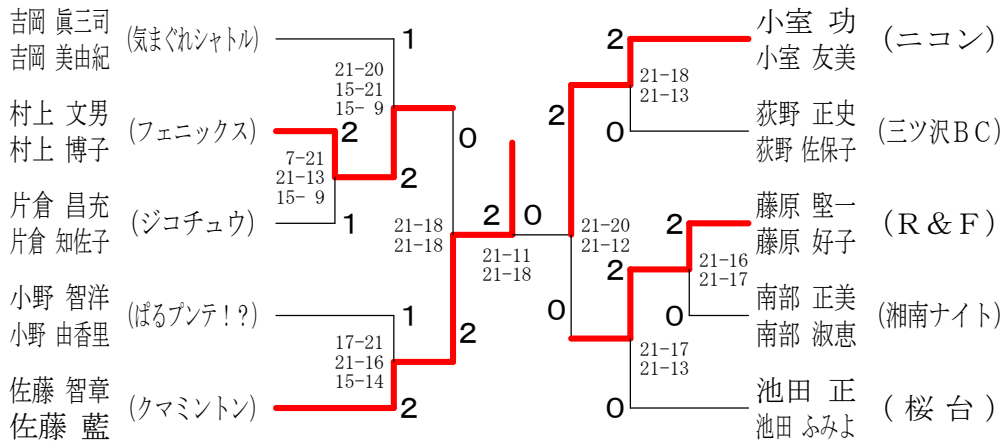 吉岡 眞三司
吉岡 美由紀
(気まぐれシャトル)
1
21-20
15-21
15- 9
村上 文男
村上 博子
(フェニックス)
2
7-21
21-13
15- 9
2
0
片倉 昌充
片倉 知佐子
(ジコチュウ)
1
21-18
21-18
小野 智洋
小野 由香里
(ぱるプンテ！？)
1
17-21
21-16
15-14
2
佐藤 智章
佐藤 藍
(クマミントン)
2
2
0
21-11
21-18
小室 功
小室 友美
(ニコン)
2
21-18
21-13
2
荻野 正史
荻野 佐保子
(三ツ沢ＢＣ)
0
21-20
21-12
藤原 堅一
藤原 好子
(Ｒ＆Ｆ)
2
21-16
21-17
2
南部 正美
南部 淑恵
(湘南ナイト)
0
0
21-17
21-13
池田 正
池田 ふみよ
(桜台)
0